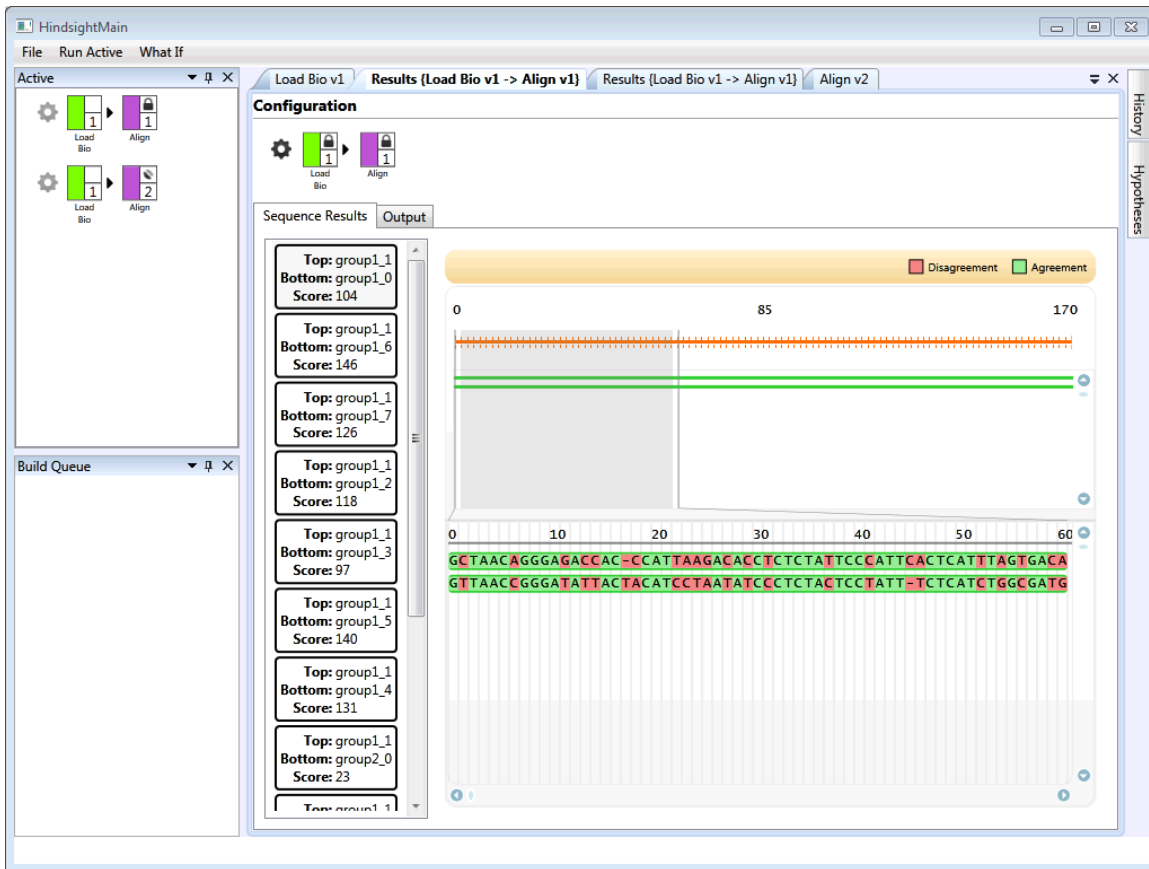 HindsightMain
File Run Active What If
Active
1 1
Load Bio Align
1 2
Load Bio Align
Build Queue
Load Bio v1 Results {Load Bio v1 -> Align v1} Results {Load Bio v1 -> Align v1} Align v2
History
Hypotheses
Configuration
1 1
Load Bio Align
Sequence Results Output
Top: group1_1
Bottom: group1_0
Score: 104
Top: group1_1
Bottom: group1_6
Score: 146
Top: group1_1
Bottom: group1_7
Score: 126
Top: group1_1
Bottom: group1_2
Score: 118
Top: group1_1
Bottom: group1_3
Score: 97
Top: group1_1
Bottom: group1_5
Score: 140
Top: group1_1
Bottom: group1_4
Score: 131
Top: group1_1
Bottom: group2_0
Score: 23
Top: group1_1
Disagreement Agreement
0 85 170
0 10 20 30 40 50 60
GCTAACAGGGAGACCAC-CCATTAAGACACCTCTCTATTCCCATTCACTCATTTAGTGACA
GTTAACCGGGATATTACTACATCCTAATATCCCTCTACTCCTATT-TCTCATCTGGCGATG